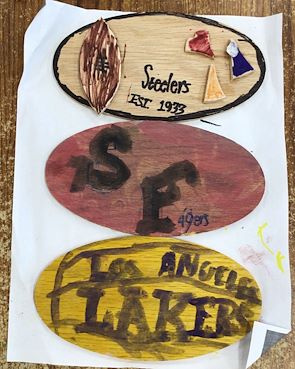 Steelers
EST. 1933
SF
49ers
LOS ANGELES
LAKERS